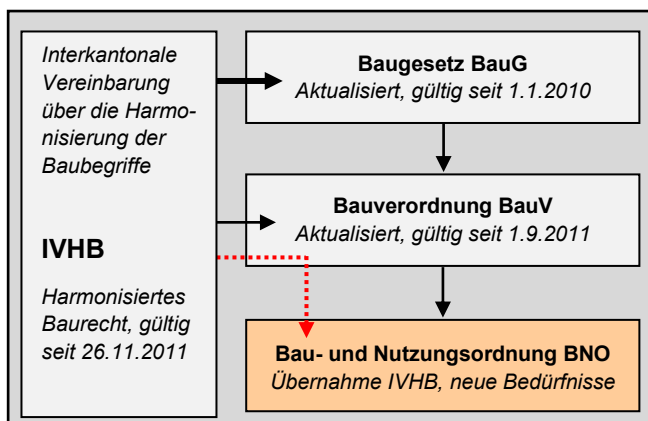 Interkantonale
Vereinbarung
über die Harmo-
nisierung der
Baubegriffe
IVHB
Harmonisiertes
Baurecht, gültig
seit 26.11.2011
Baugesetz BauG
Aktualisiert, gültig seit 1.1.2010
Bauverordnung BauV
Aktualisiert, gültig seit 1.9.2011
Bau- und Nutzungsordnung BNO
Übernahme IVHB, neue Bedürfnisse